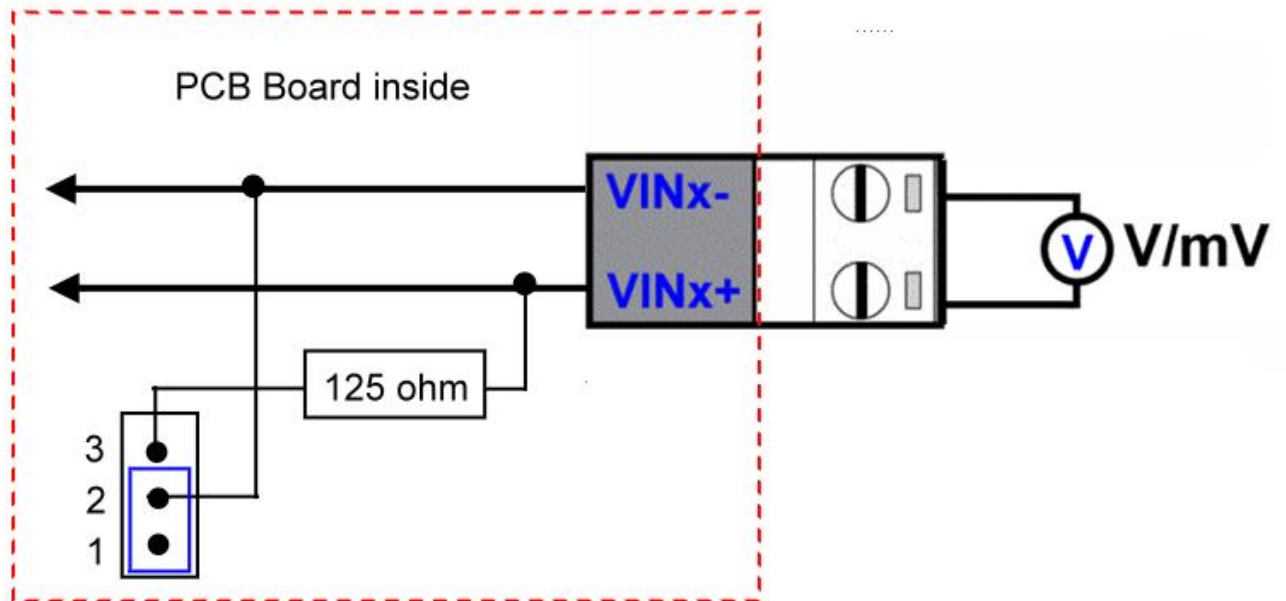 PCB Board inside
VINx-
VINx+
V
V/mV
125 ohm
3
2
1